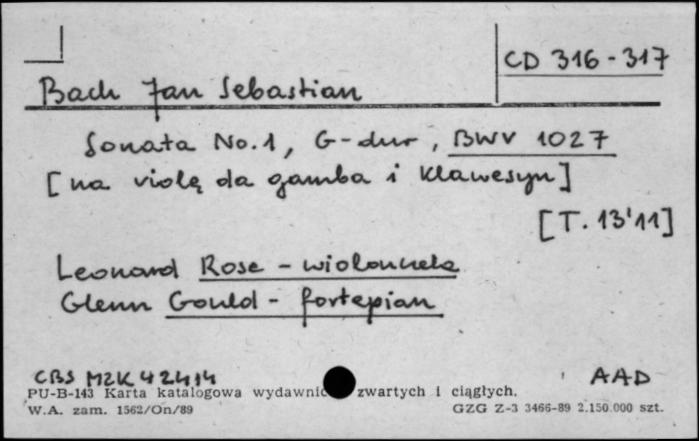 CD 316-317
Bach Jan Sebastian
Sonata No.1, G-dur, BWV 1027
[na violę da gamba i klawesyn]
[T. 13'11]
Leonard Rose - wiolonczela
Glenn Gould - fortepian
CBS M2K 42414 AAD
PU-B-143 Karta katalogowa wydawnic zwartych i ciągłych.
W.A. zam. 1562/On/89 GZG Z-3 3466-89 2.150.000 szt.